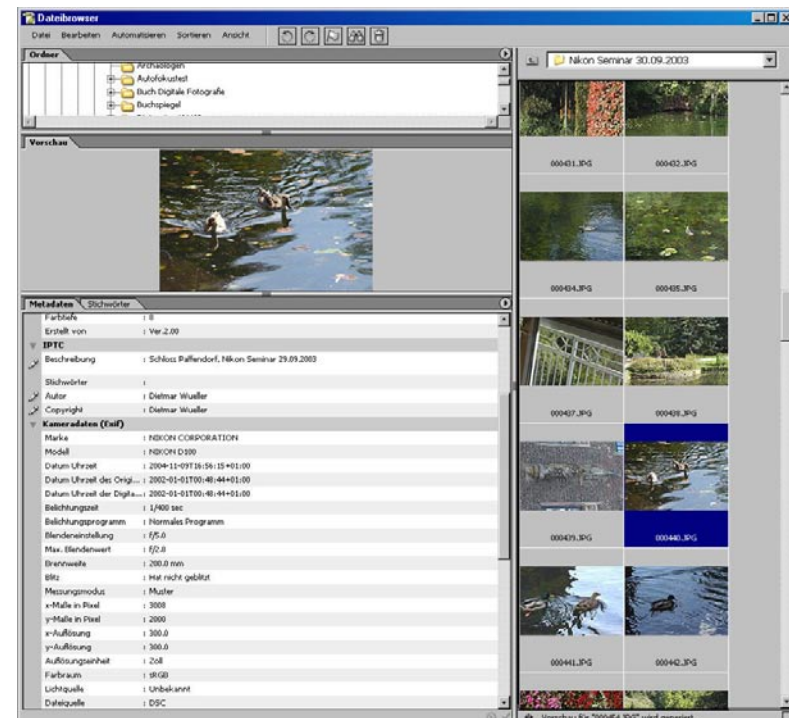 Dateibrowser
Datei Bearbeiten Automatisieren Sortieren Ansicht
Ordner
Archäologen
Autofokustest
Buch Digitale Fotografie
Buchspiegel
Vorschau
Metadaten Stichwörter
Farbtiefe : 8
Erstellt von : Ver.2.00
IPTC
Beschreibung : Schloss Paffendorf, Nikon Seminar 29.09.2003
Stichwörter :
Autor : Dietmar Wueller
Copyright : Dietmar Wueller
Kameradaten (Exif)
Marke : NIKON CORPORATION
Modell : NIKON D100
Datum Uhrzeit : 2004-11-09T16:56:15+01:00
Datum Uhrzeit des Origi... : 2002-01-01T00:48:44+01:00
Datum Uhrzeit der Digita... : 2002-01-01T00:48:44+01:00
Belichtungszeit : 1/400 sec
Belichtungsprogramm : Normales Programm
Blendeneinstellung : f/5.0
Max. Blendenwert : f/2.8
Brennweite : 200.0 mm
Blitz : Hat nicht geblitzt
Messungsmodus : Muster
x-Maße in Pixel : 3008
y-Maße in Pixel : 2000
x-Auflösung : 300.0
y-Auflösung : 300.0
Auflösungseinheit : Zoll
Farbraum : sRGB
Lichtquelle : Unbekannt
Dateiquelle : DSC
Nikon Seminar 30.09.2003
000431.JPG 000432.JPG
000434.JPG 000435.JPG
000437.JPG 000438.JPG
000439.JPG 000440.JPG
000441.JPG 000442.JPG
Vorschau für "000454.JPG" wird generiert